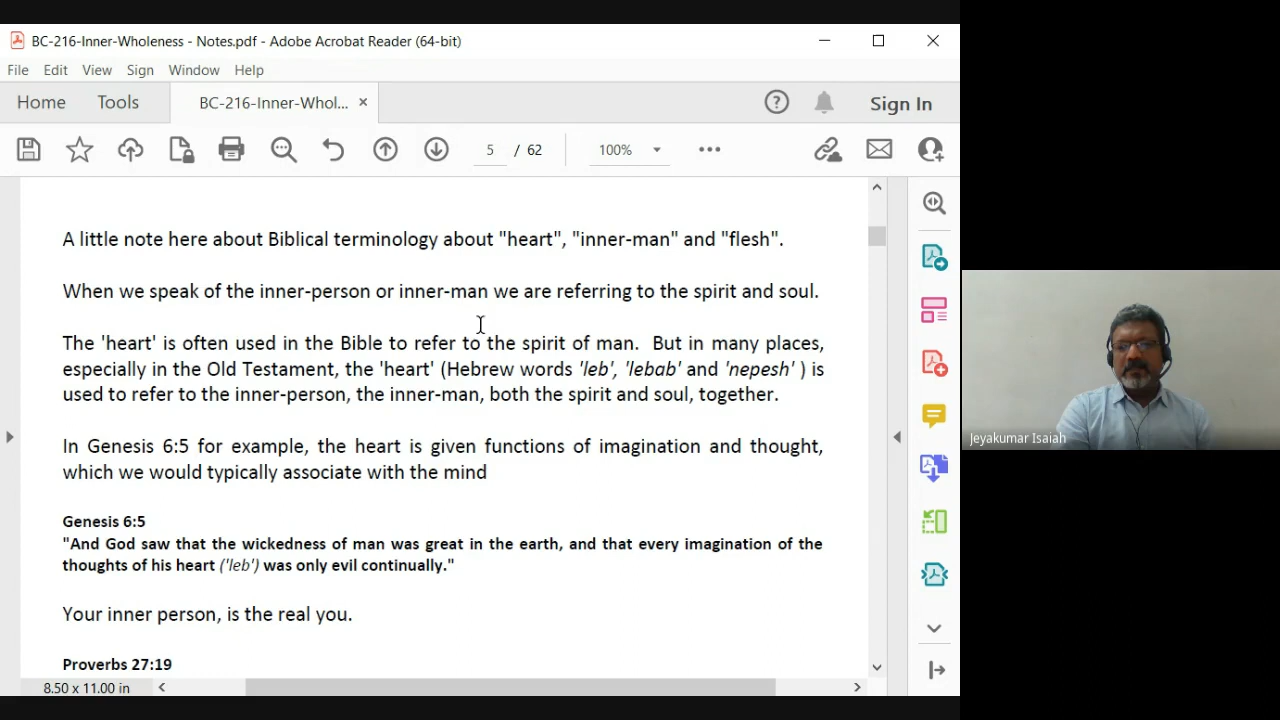 BC-216-Inner-Wholeness - Notes.pdf - Adobe Acrobat Reader (64-bit)
File Edit View Sign Window Help
Home Tools BC-216-Inner-Whol... × Sign In
5 / 62 100%
A little note here about Biblical terminology about "heart", "inner-man" and "flesh".
When we speak of the inner-person or inner-man we are referring to the spirit and soul.
The 'heart' is often used in the Bible to refer to the spirit of man. But in many places,
especially in the Old Testament, the 'heart' (Hebrew words 'leb', 'lebab' and 'nepesh' ) is
used to refer to the inner-person, the inner-man, both the spirit and soul, together.
In Genesis 6:5 for example, the heart is given functions of imagination and thought,
which we would typically associate with the mind
Genesis 6:5
"And God saw that the wickedness of man was great in the earth, and that every imagination of the
thoughts of his heart ('leb') was only evil continually."
Your inner person, is the real you.
Proverbs 27:19
8.50 x 11.00 in
Jeyakumar Isaiah